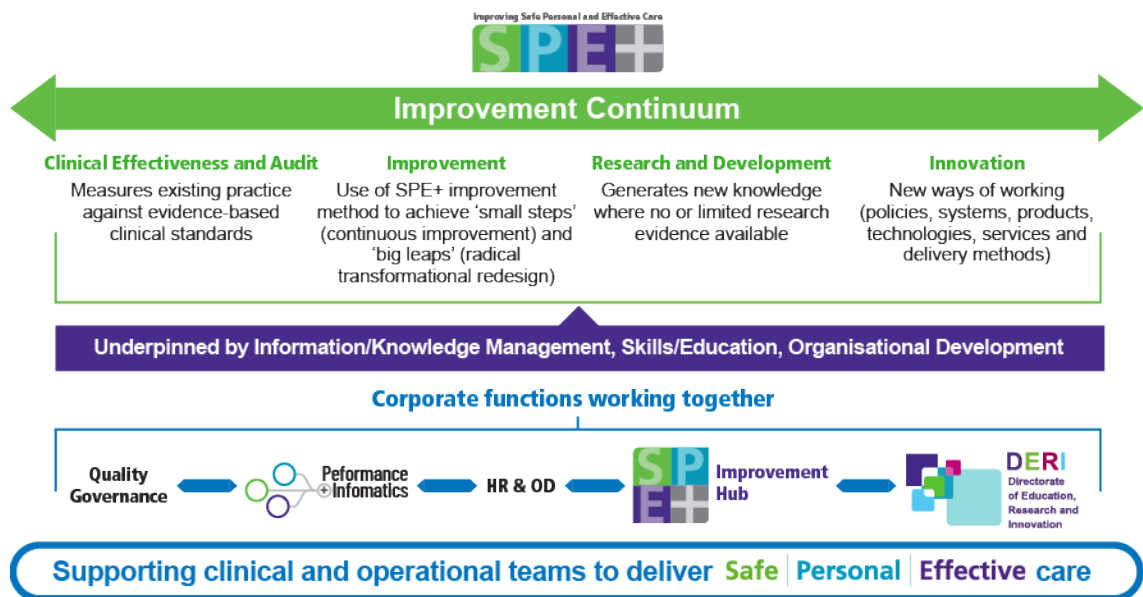 Improving Safe Personal and Effective Care
SPE+
Improvement Continuum
Clinical Effectiveness and Audit
Measures existing practice
against evidence-based
clinical standards
Improvement
Use of SPE+ improvement
method to achieve ‘small steps’
(continuous improvement) and
‘big leaps’ (radical
transformational redesign)
Research and Development
Generates new knowledge
where no or limited research
evidence available
Innovation
New ways of working
(policies, systems, products,
technologies, services and
delivery methods)
Underpinned by Information/Knowledge Management, Skills/Education, Organisational Development
Corporate functions working together
Quality
Governance
Peformance
+ Infomatics
HR & OD
SP
E+
Improvement
Hub
DERI
Directorate
of Education,
Research and
Innovation
Supporting clinical and operational teams to deliver Safe | Personal | Effective care